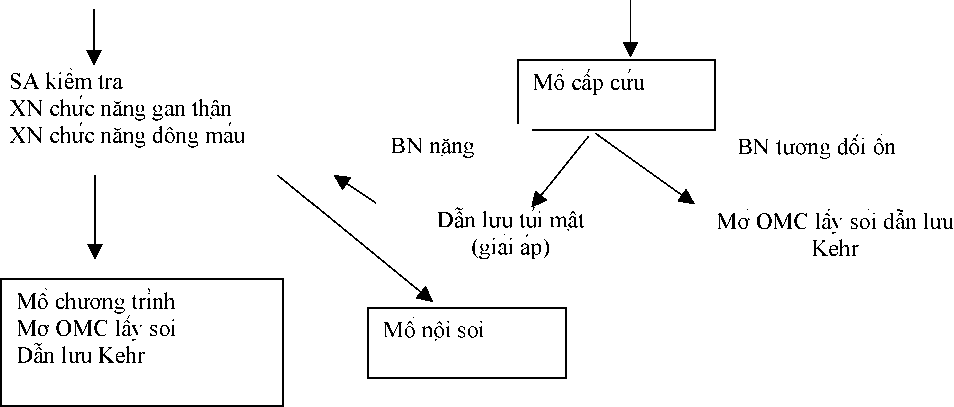 SA kiểm tra
XN chức năng gan thận
XN chức năng đông máu
Mổ cấp cứu
BN nặng
BN tương đối ổn
Dẫn lưu túi mật
(giải áp)
Mở OMC lấy sỏi dẫn lưu
Kehr
Mổ chương trình
Mở OMC lấy sỏi
Dẫn lưu Kehr
Mổ nội soi